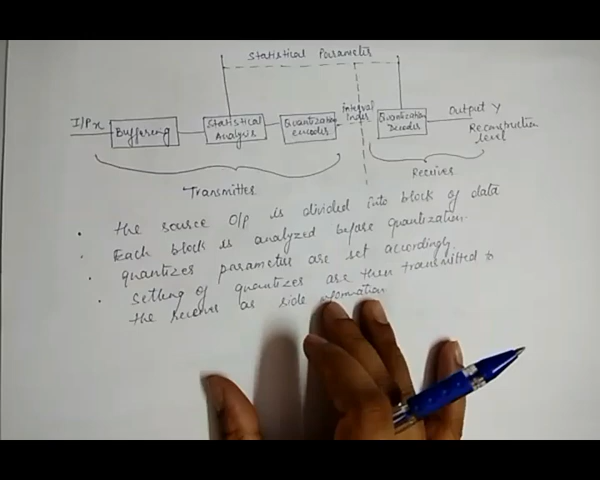 Statistical Parameter
I/P x
Buffering
Statistical Analysis
Quantization encoder
interval index
Quantization Decoder
Output Y
Reconstruction level
Transmitter
Receiver
• The source O/p is divided into block of data
• Each block is analyzed before quantization.
• quantizer parameter are set accordingly.
• Setting of quantizer are then transmitted to
the receiver as side information